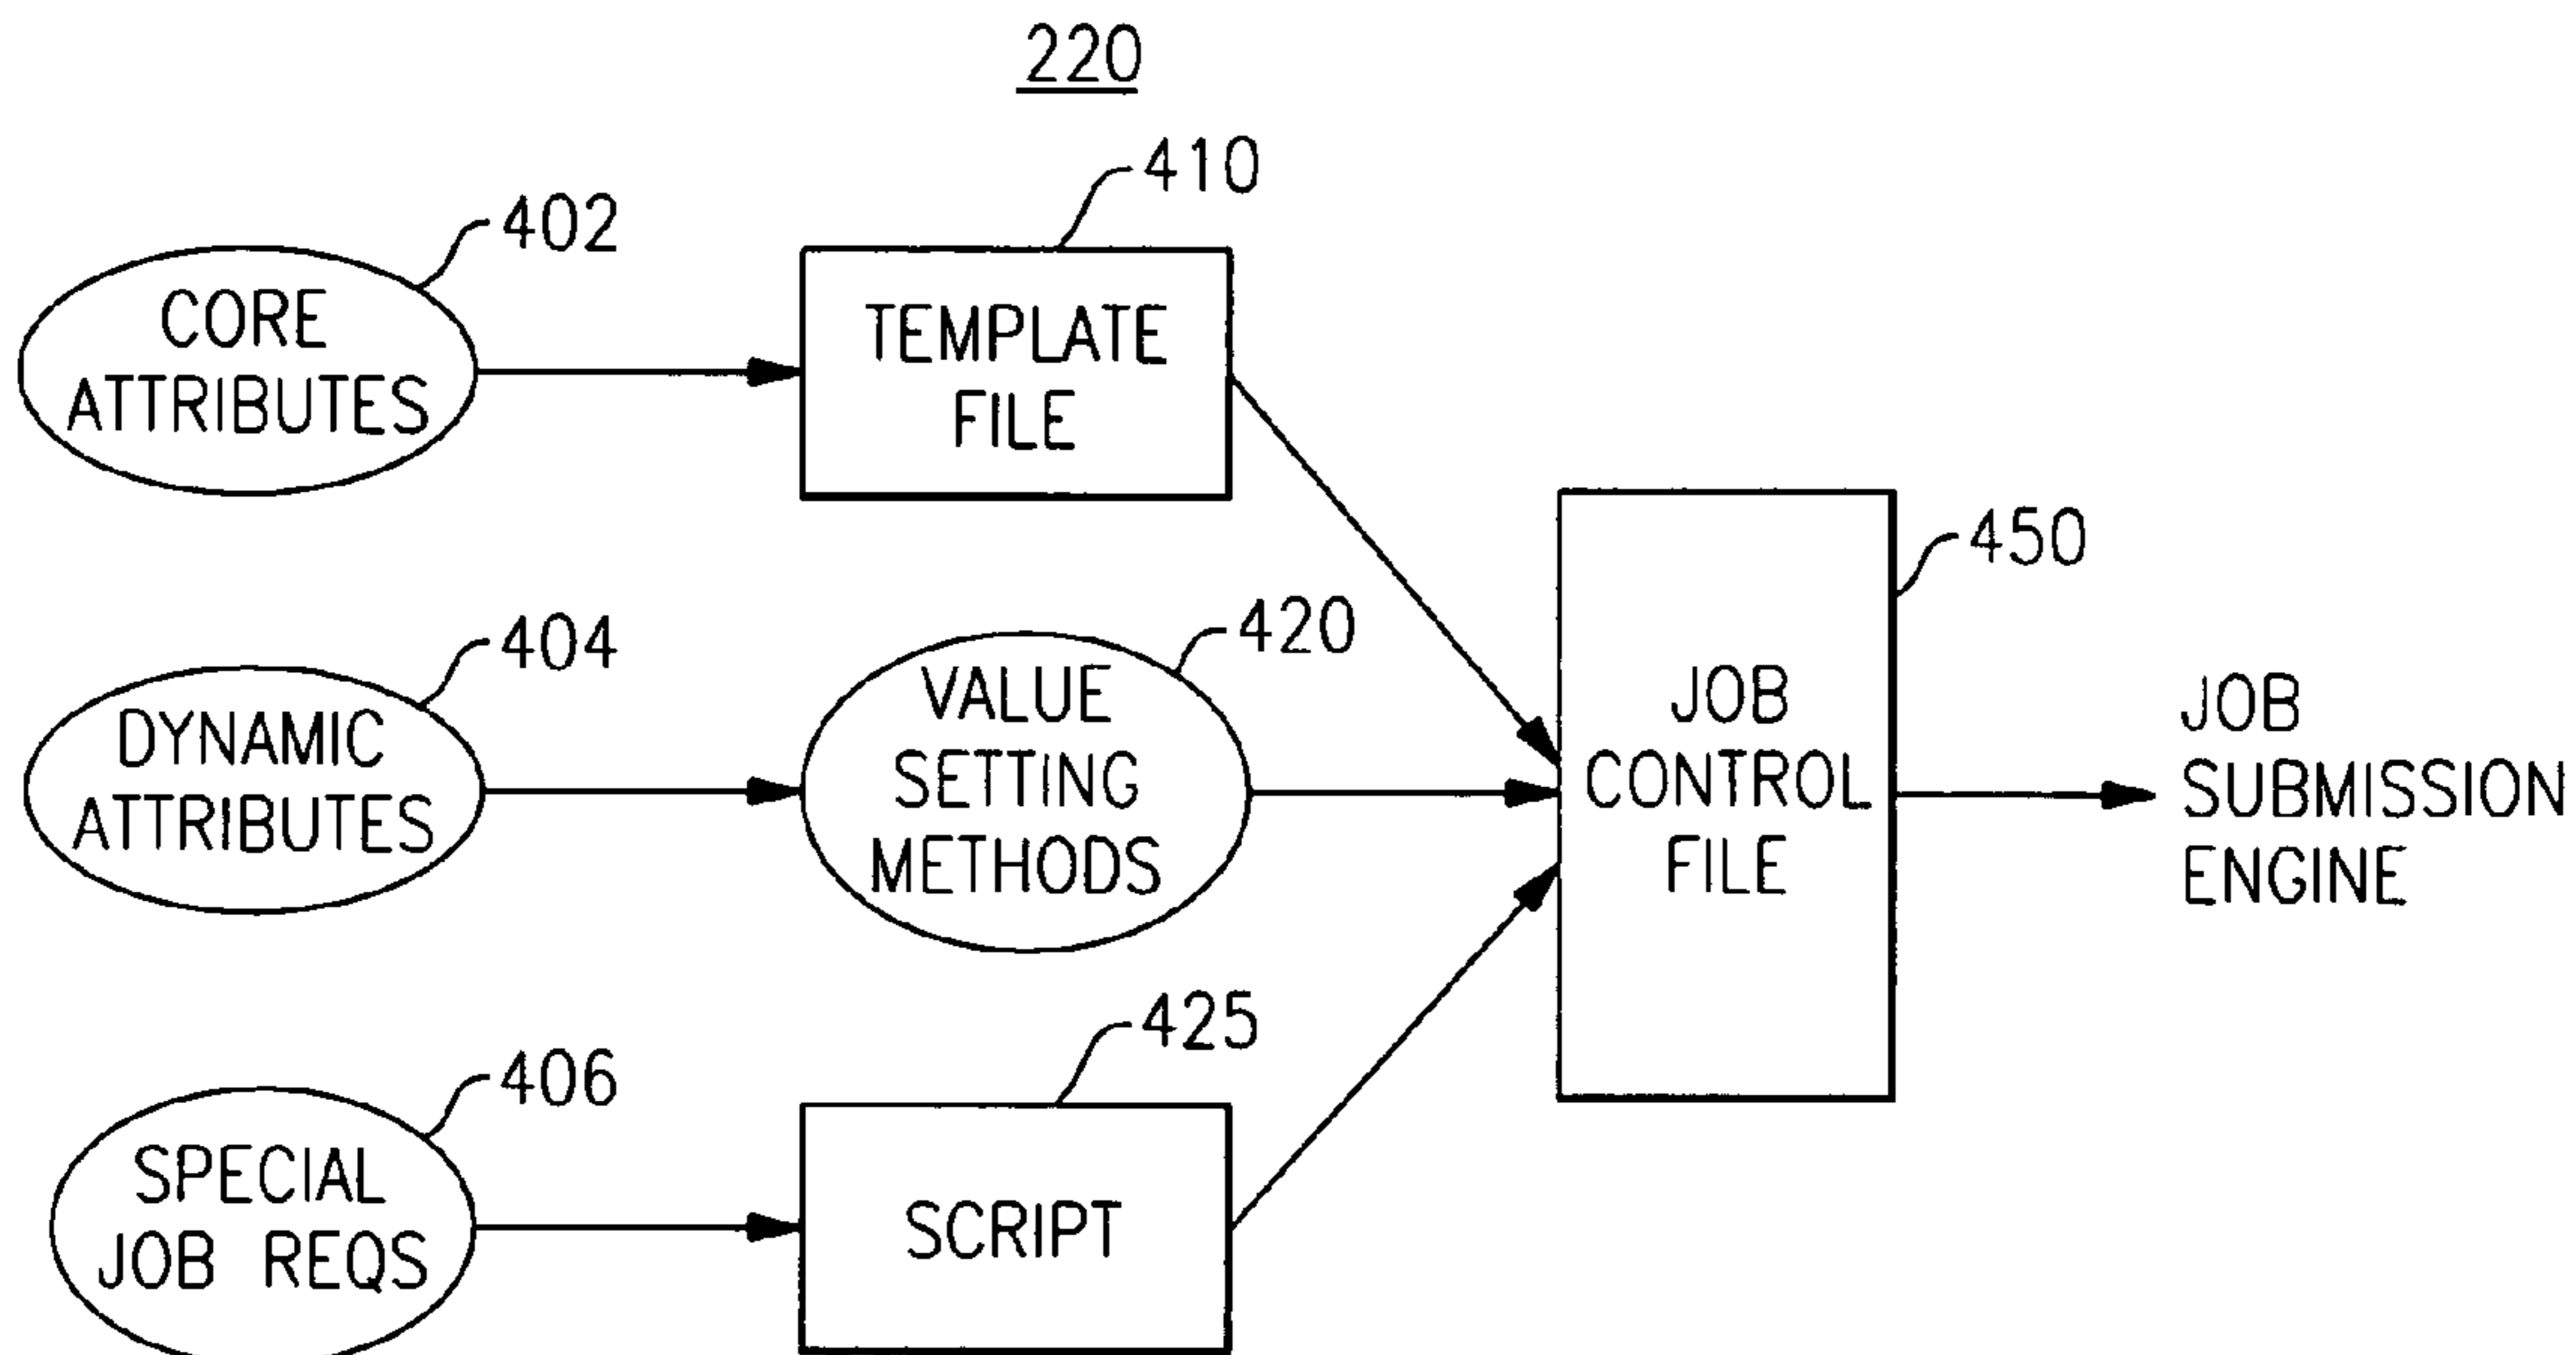 220
410
402
CORE
ATTRIBUTES
TEMPLATE
FILE
450
404
420
DYNAMIC
ATTRIBUTES
VALUE
SETTING
METHODS
JOB
CONTROL
FILE
JOB
SUBMISSION
ENGINE
406
425
SPECIAL
JOB REQS
SCRIPT